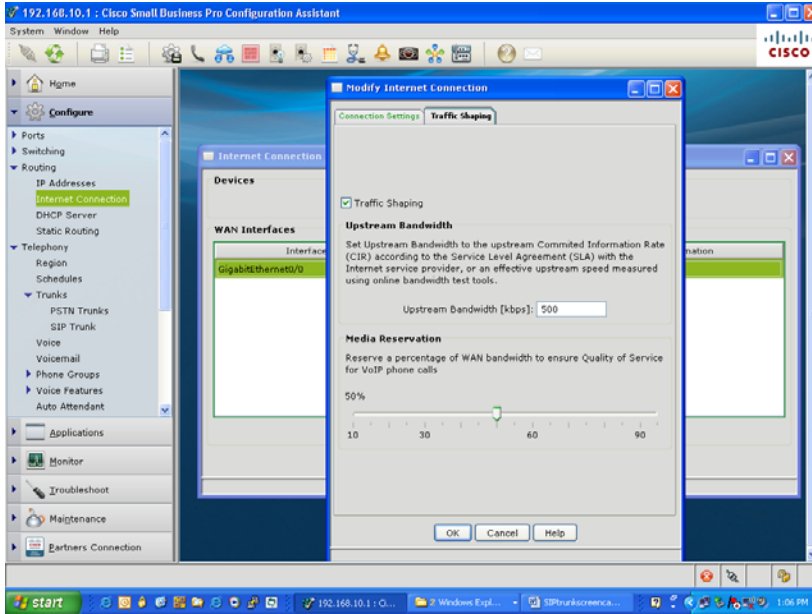 192.168.10.1 : Cisco Small Business Pro Configuration Assistant
System Window Help
CISCO
Home
Configure
Ports
Switching
Routing
IP Addresses
Internet Connection
DHCP Server
Static Routing
Telephony
Region
Schedules
Trunks
PSTN Trunks
SIP Trunk
Voice
Voicemail
Phone Groups
Voice Features
Auto Attendant
Applications
Monitor
Troubleshoot
Maintenance
Partners Connection
Internet Connection
Devices
WAN Interfaces
Interface
GigabitEthernet0/0
Modify Internet Connection
Connection Settings Traffic Shaping
Traffic Shaping
Upstream Bandwidth
Set Upstream Bandwidth to the upstream Commited Information Rate
(CIR) according to the Service Level Agreement (SLA) with the
Internet service provider, or an effective upstream speed measured
using online bandwidth test tools.
Upstream Bandwidth [kbps]: 500
Media Reservation
Reserve a percentage of WAN bandwidth to ensure Quality of Service
for VoIP phone calls
50%
10 30 60 90
OK Cancel Help
start
192.168.10.1 : C...
2 Windows Expl...
SIPtrunkscreenca...